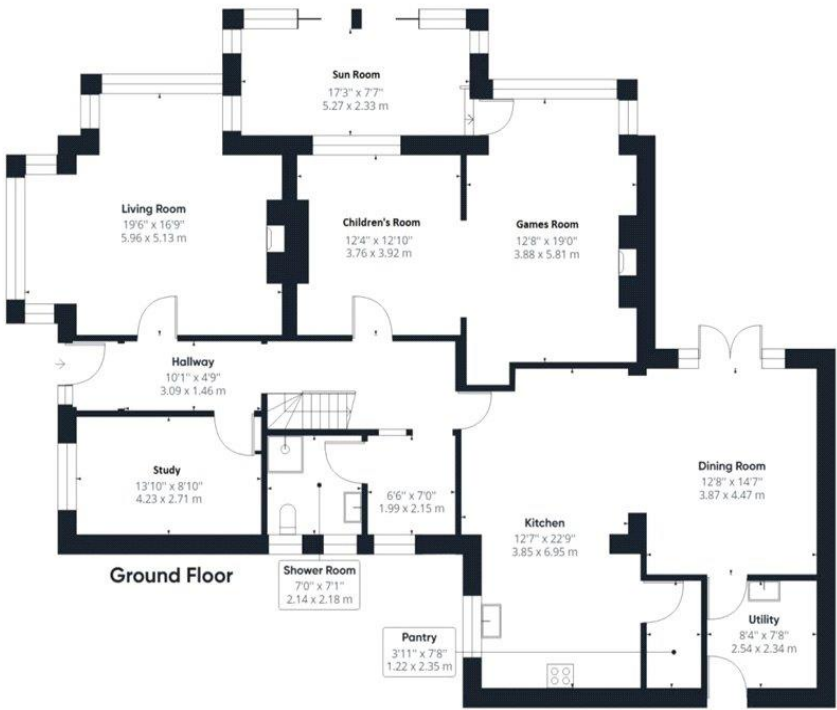 Sun Room
17'3" x 7'7"
5.27 x 2.33 m
Living Room
19'6" x 16'9"
5.96 x 5.13 m
Children's Room
12'4" x 12'10"
3.76 x 3.92 m
Games Room
12'8" x 19'0"
3.88 x 5.81 m
Hallway
10'1" x 4'9"
3.09 x 1.46 m
Study
13'10" x 8'10"
4.23 x 2.71 m
6'6" x 7'0"
1.99 x 2.15 m
Dining Room
12'8" x 14'7"
3.87 x 4.47 m
Kitchen
12'7" x 22'9"
3.85 x 6.95 m
Ground Floor
Shower Room
7'0" x 7'1"
2.14 x 2.18 m
Pantry
3'11" x 7'8"
1.22 x 2.35 m
Utility
8'4" x 7'8"
2.54 x 2.34 m